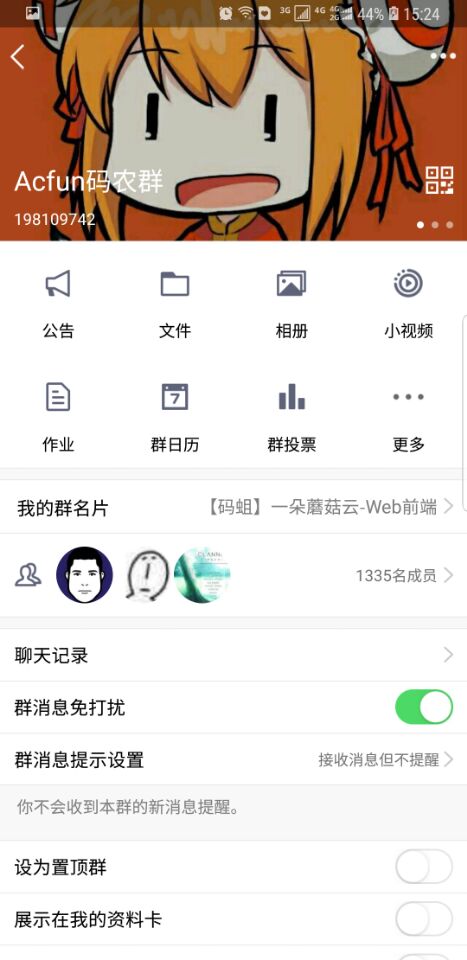 3G 4G 4G 2G 44% 15:24
Acfun码农群
198109742
公告 文件 相册 小视频
7
作业 群日历 群投票 更多
我的群名片 【码蛆】一朵蘑菇云-Web前端
CLANN
1335名成员
聊天记录
群消息免打扰
群消息提示设置 接收消息但不提醒
你不会收到本群的新消息提醒。
设为置顶群
展示在我的资料卡